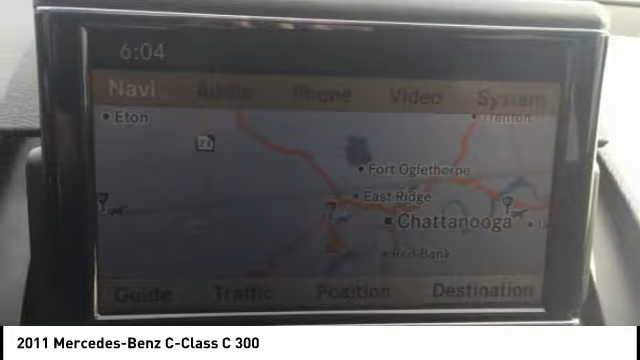 6:04
Navi Audio Phone Video System
Eton
Trenton
71
Fort Oglethorpe
East Ridge
Chattanooga
Red Bank
Guide Traffic Position Destination
2011 Mercedes-Benz C-Class C 300